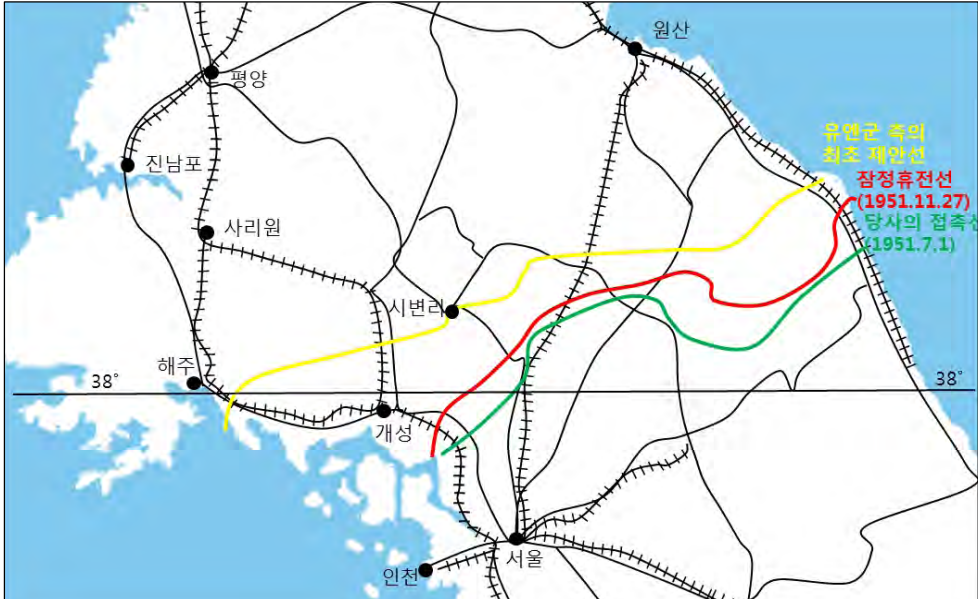 원산
평양
유엔군 측의
최초 제안선
진남포
잠정휴전선
(1951.11.27)
당사의 접촉선
(1951.7.1)
사리원
시변리
해주
38°
38°
개성
서울
인천